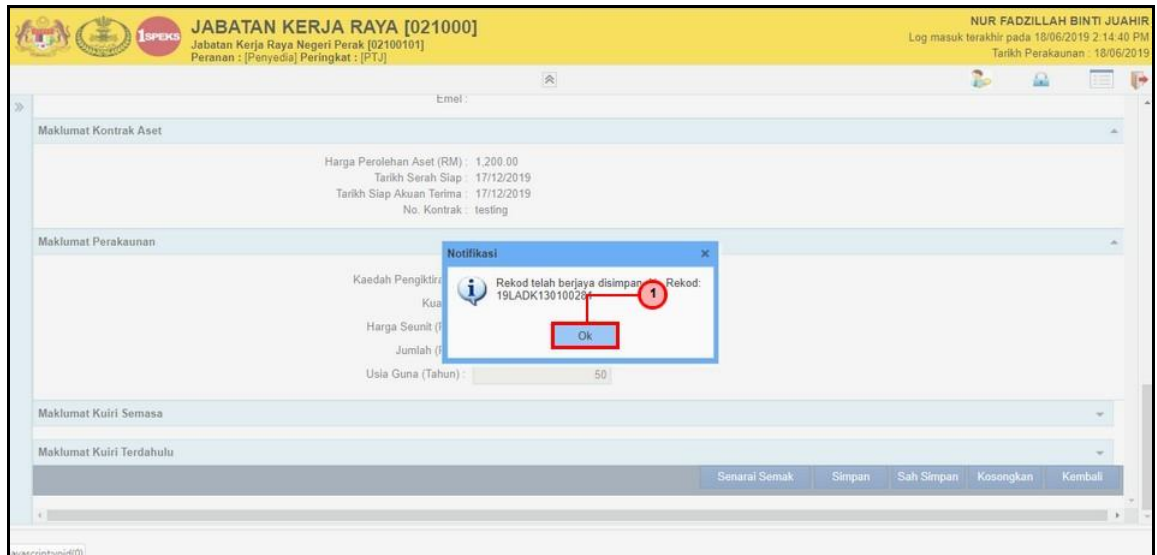 1SPEKS
JABATAN KERJA RAYA [021000]
Jabatan Kerja Raya Negeri Perak [02100101]
Peranan : [Penyedia] Peringkat : [PTJ]
NUR FADZILLAH BINTI JUAHIR
Log masuk terakhir pada 18/06/2019 2:14:40 PM
Tarikh Perakaunan : 18/06/2019
Emel :
Maklumat Kontrak Aset
Harga Perolehan Aset (RM) : 1,200.00
Tarikh Serah Siap : 17/12/2019
Tarikh Siap Akuan Terima : 17/12/2019
No. Kontrak : testing
Maklumat Perakaunan
Notifikasi
Kaedah Pengiktira
Rekod telah berjaya disimpan Rekod:
19LADK130100281
1
Kua
Harga Seunit (R
Ok
Jumlah (R
Usia Guna (Tahun) : 50
Maklumat Kuiri Semasa
Maklumat Kuiri Terdahulu
Senarai Semak Simpan Sah Simpan Kosongkan Kembali
avascript:void(0)